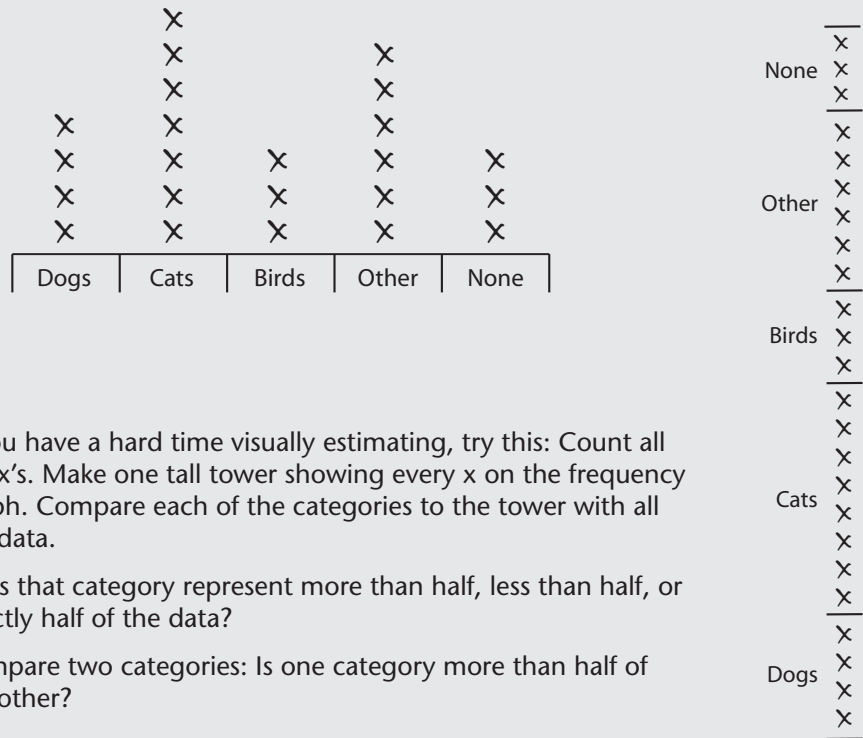 Dogs Cats Birds Other None
ou have a hard time visually estimating, try this: Count all
x's. Make one tall tower showing every x on the frequency
ph. Compare each of the categories to the tower with all
data.
s that category represent more than half, less than half, or
ctly half of the data?
mpare two categories: Is one category more than half of
other?
None
Other
Birds
Cats
Dogs